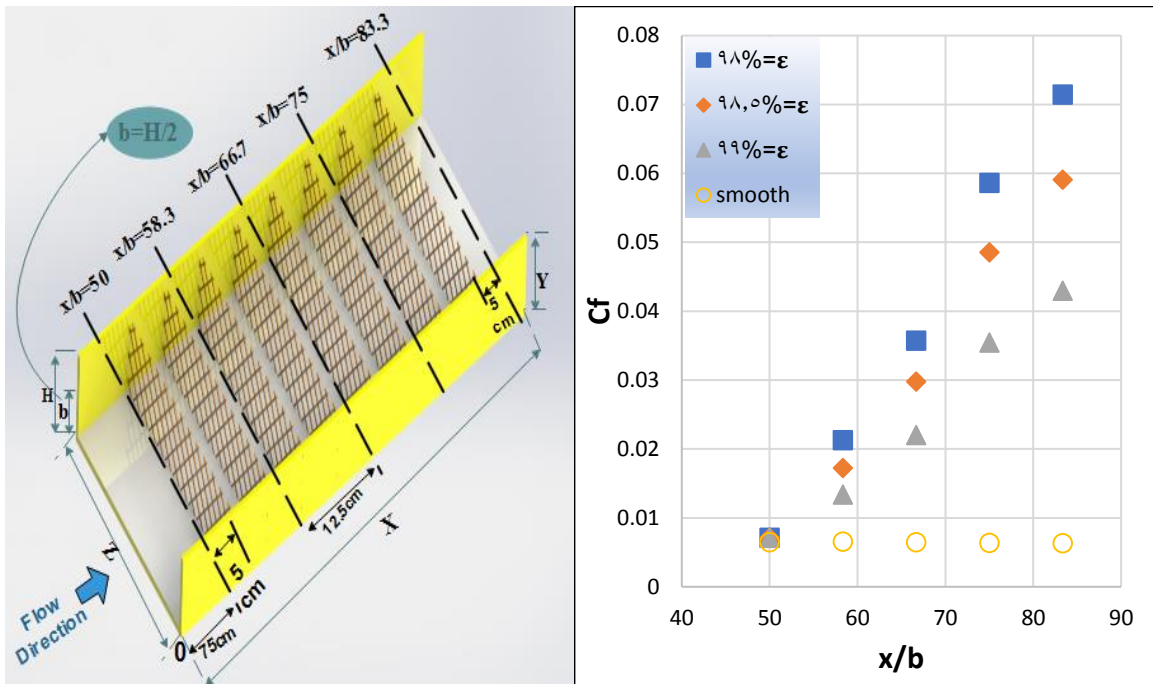 x/b=83.3
x/b=75
x/b=66.7
x/b=58.3
x/b=50
b=H/2
H
b
Y
5
cm
X
12.5cm
Z
5
cm
75cm
0
Flow
Direction
0.08
0.07
0.06
0.05
0.04
0.03
0.02
0.01
0
Cf
٩٨%=ε
٩٨,٥%=ε
٩٩%=ε
smooth
40 50 60 70 80 90
x/b